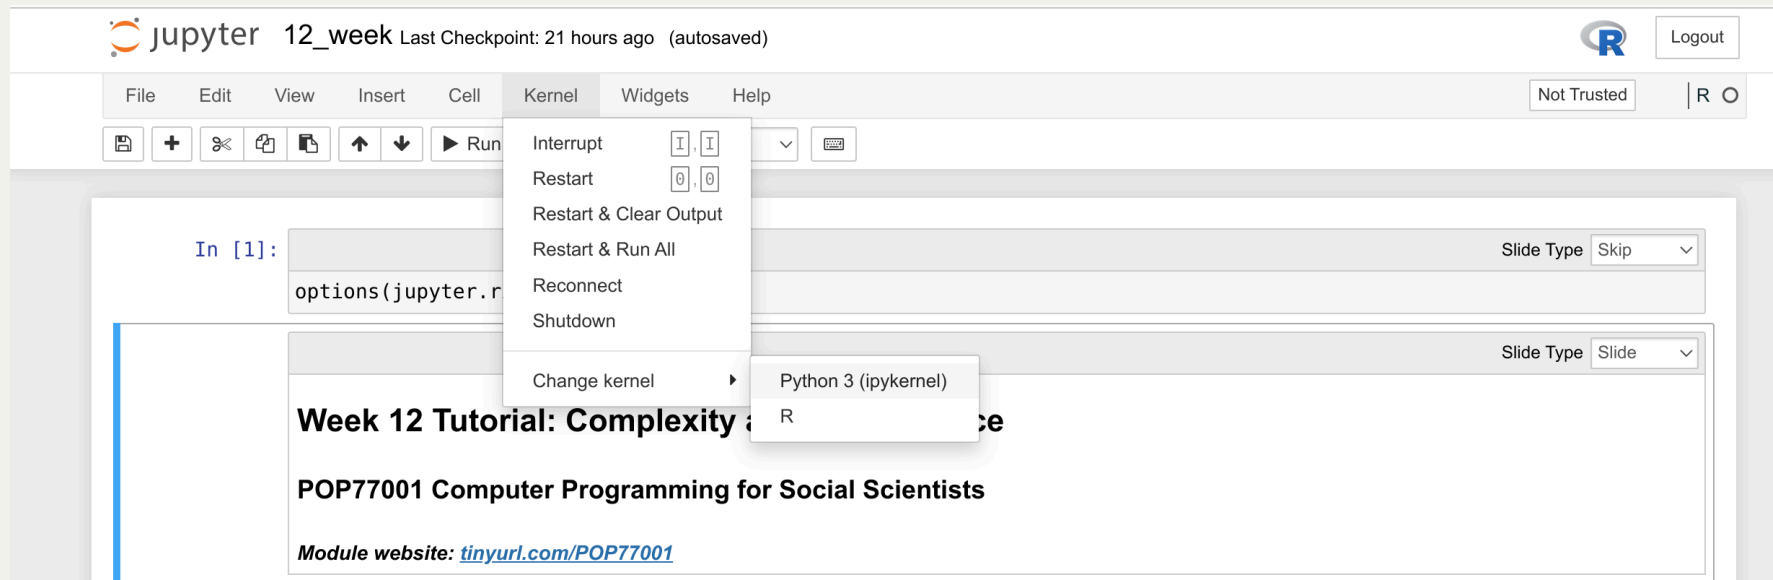 jupyter 12_week Last Checkpoint: 21 hours ago (autosaved) R Logout
File Edit View Insert Cell Kernel Widgets Help Not Trusted R
Run
Interrupt I,I
Restart 0,0
Restart & Clear Output
Restart & Run All
Reconnect
Shutdown
Change kernel
Python 3 (ipykernel)
R
In [1]: Slide Type Skip
options(jupyter.r
Slide Type Slide
Week 12 Tutorial: Complexity
POP77001 Computer Programming for Social Scientists
Module website: tinyurl.com/POP77001